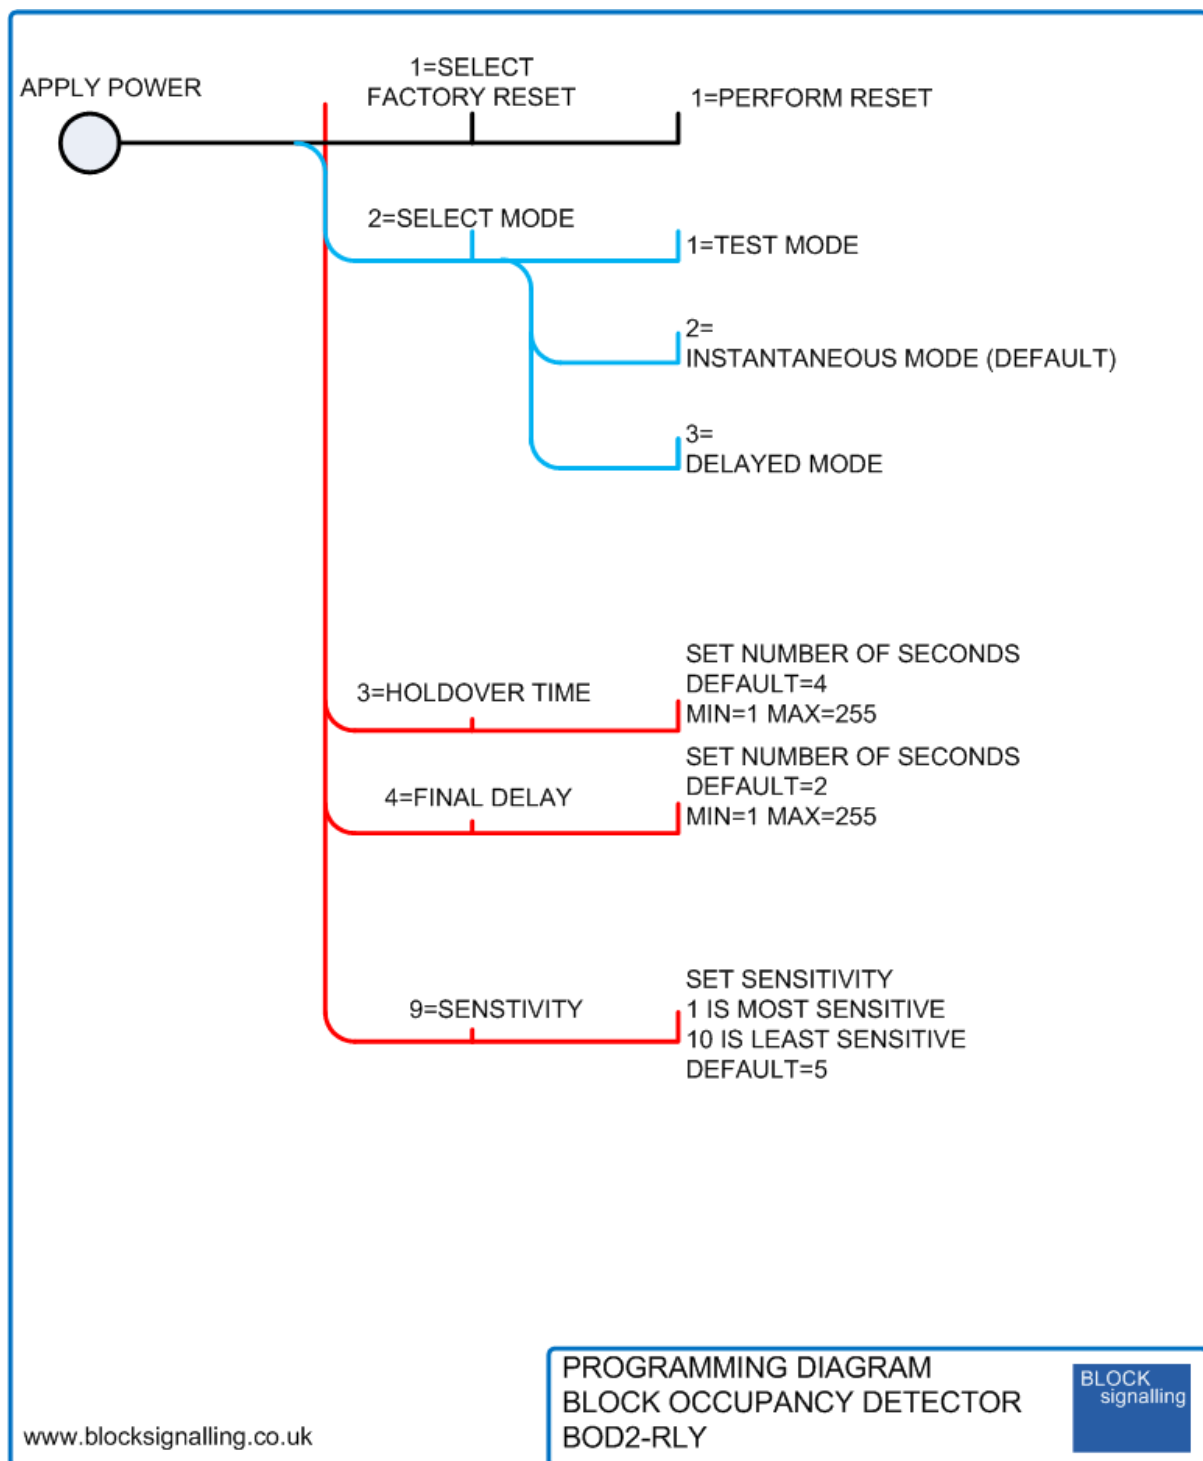 APPLY POWER
1=SELECT
FACTORY RESET
1=PERFORM RESET
2=SELECT MODE
1=TEST MODE
2=
INSTANTANEOUS MODE (DEFAULT)
3=
DELAYED MODE
3=HOLDOVER TIME
SET NUMBER OF SECONDS
DEFAULT=4
MIN=1 MAX=255
4=FINAL DELAY
SET NUMBER OF SECONDS
DEFAULT=2
MIN=1 MAX=255
9=SENSTIVITY
SET SENSITIVITY
1 IS MOST SENSITIVE
10 IS LEAST SENSITIVE
DEFAULT=5
www.blocksignalling.co.uk
PROGRAMMING DIAGRAM
BLOCK OCCUPANCY DETECTOR
BOD2-RLY
BLOCK
signalling